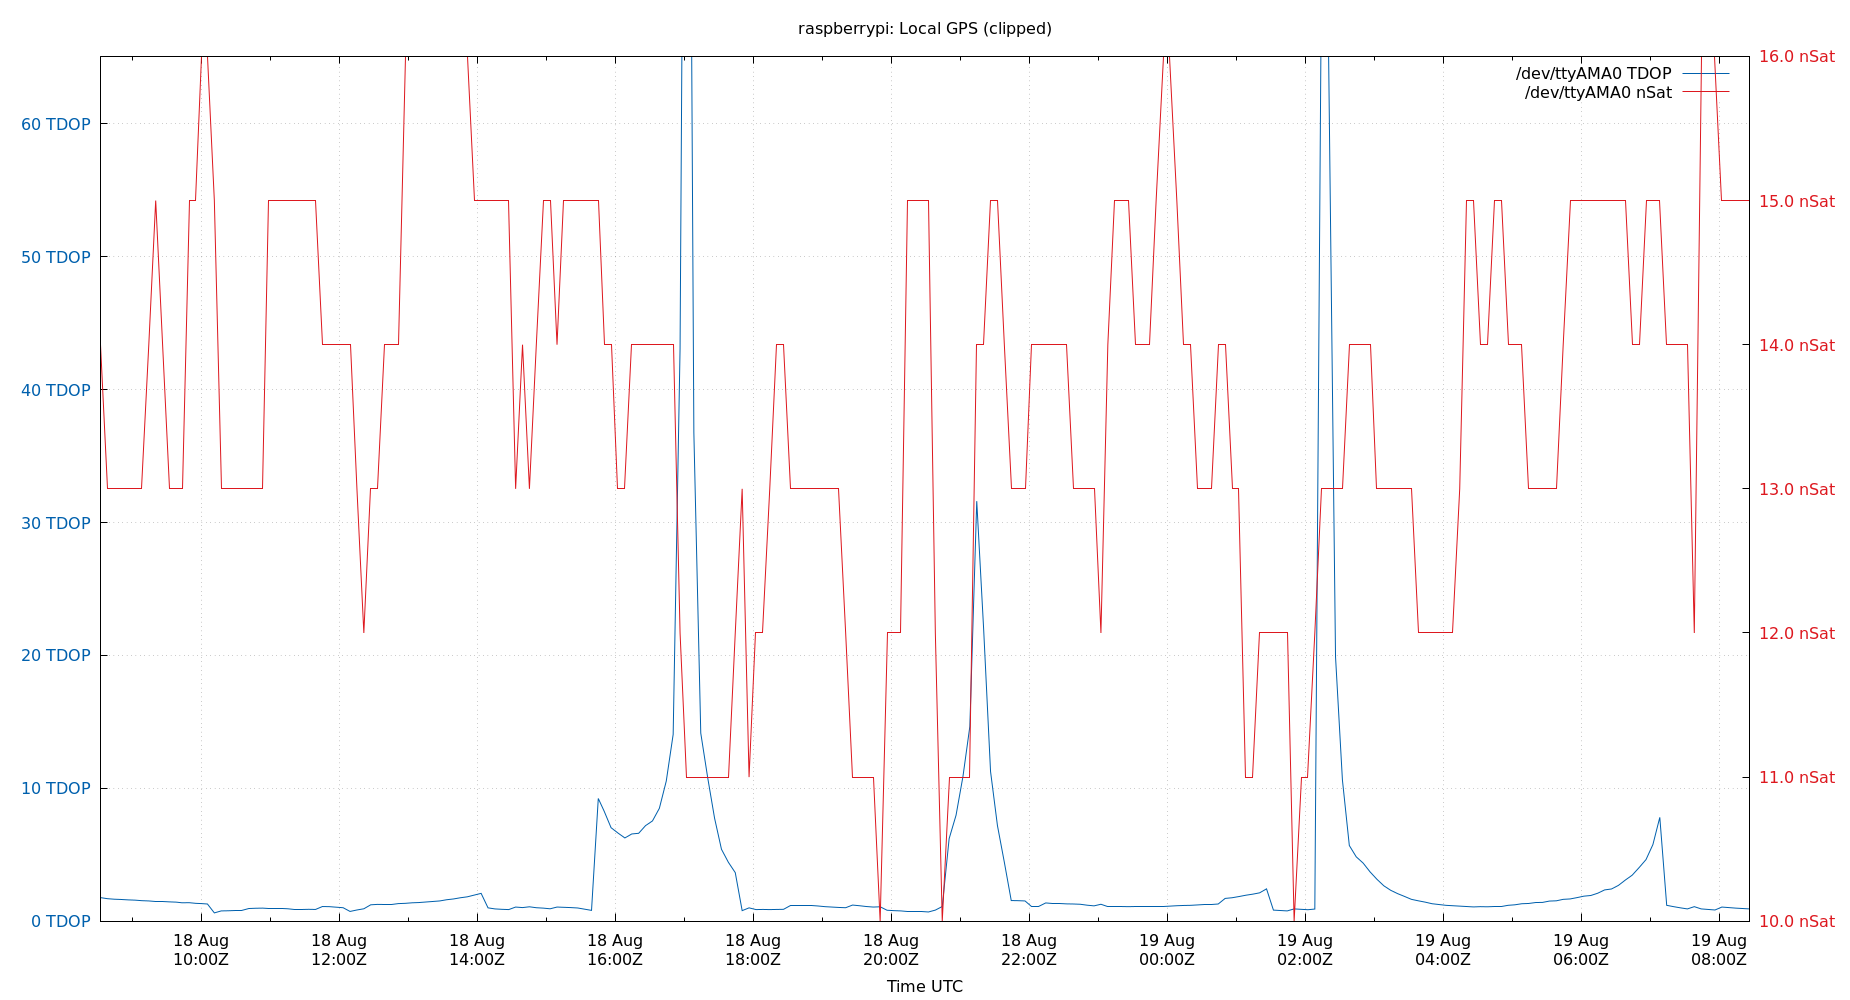 raspberrypi: Local GPS (clipped)
/dev/ttyAMA0 TDOP
/dev/ttyAMA0 nSat
60 TDOP
50 TDOP
40 TDOP
30 TDOP
20 TDOP
10 TDOP
0 TDOP
16.0 nSat
15.0 nSat
14.0 nSat
13.0 nSat
12.0 nSat
11.0 nSat
10.0 nSat
18 Aug
10:00Z
18 Aug
12:00Z
18 Aug
14:00Z
18 Aug
16:00Z
18 Aug
18:00Z
18 Aug
20:00Z
18 Aug
22:00Z
19 Aug
00:00Z
19 Aug
02:00Z
19 Aug
04:00Z
19 Aug
06:00Z
19 Aug
08:00Z
Time UTC